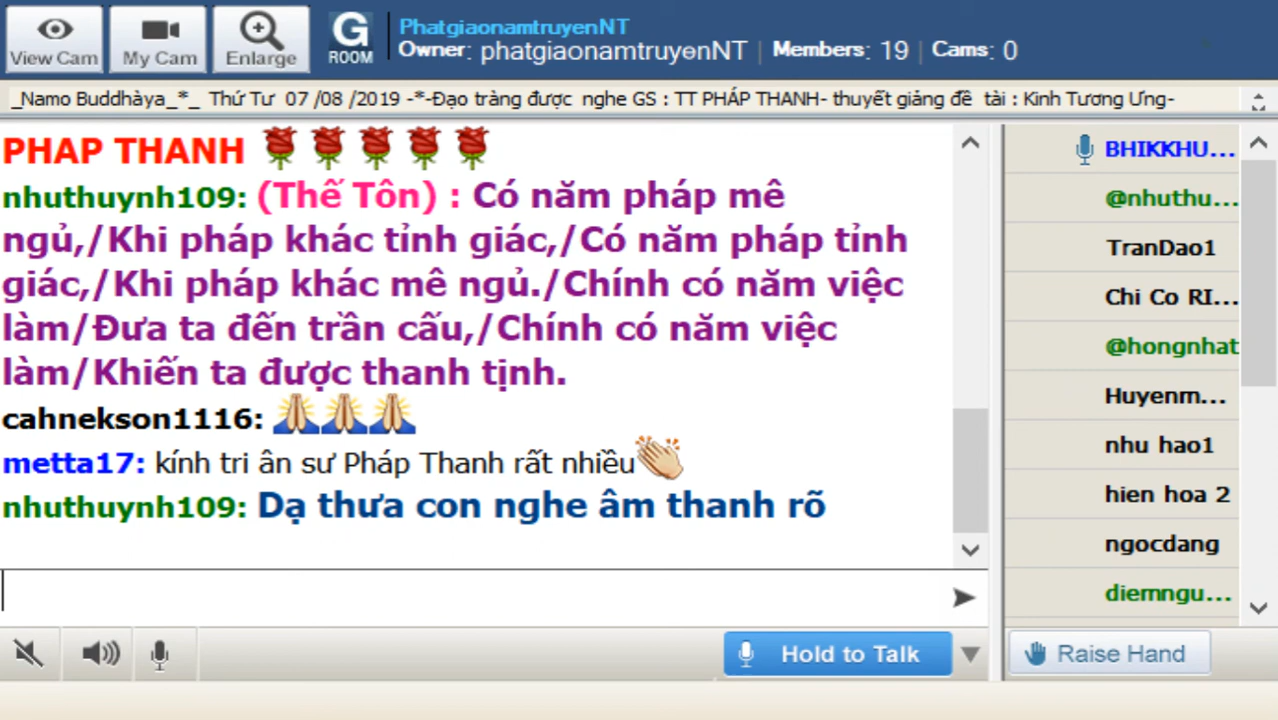 View Cam
My Cam
Enlarge
G
ROOM
PhatgiaonamtruyenNT
Owner: phatgiaonamtruyenNT | Members: 19 | Cams: 0
_Namo Buddhàya_*_ Thứ Tư 07 /08 /2019 -*-Đạo tràng được nghe GS : TT PHÁP THANH- thuyết giảng đề tài : Kinh Tương Ưng-
PHAP THANH
nhuthuynh109: (Thế Tôn) : Có năm pháp mê
ngủ,/Khi pháp khác tỉnh giác,/Có năm pháp tỉnh
giác,/Khi pháp khác mê ngủ./Chính có năm việc
làm/Đưa ta đến trần cấu,/Chính có năm việc
làm/Khiến ta được thanh tịnh.
cahnekson1116:
metta17: kính tri ân sư Pháp Thanh rất nhiều
nhuthuynh109: Dạ thưa con nghe âm thanh rõ
Hold to Talk
BHIKKHU...
@nhuthu...
TranDao1
Chi Co RI...
@hongnhat
Huyenm...
nhu hao1
hien hoa 2
ngocdang
diemngu...
Raise Hand